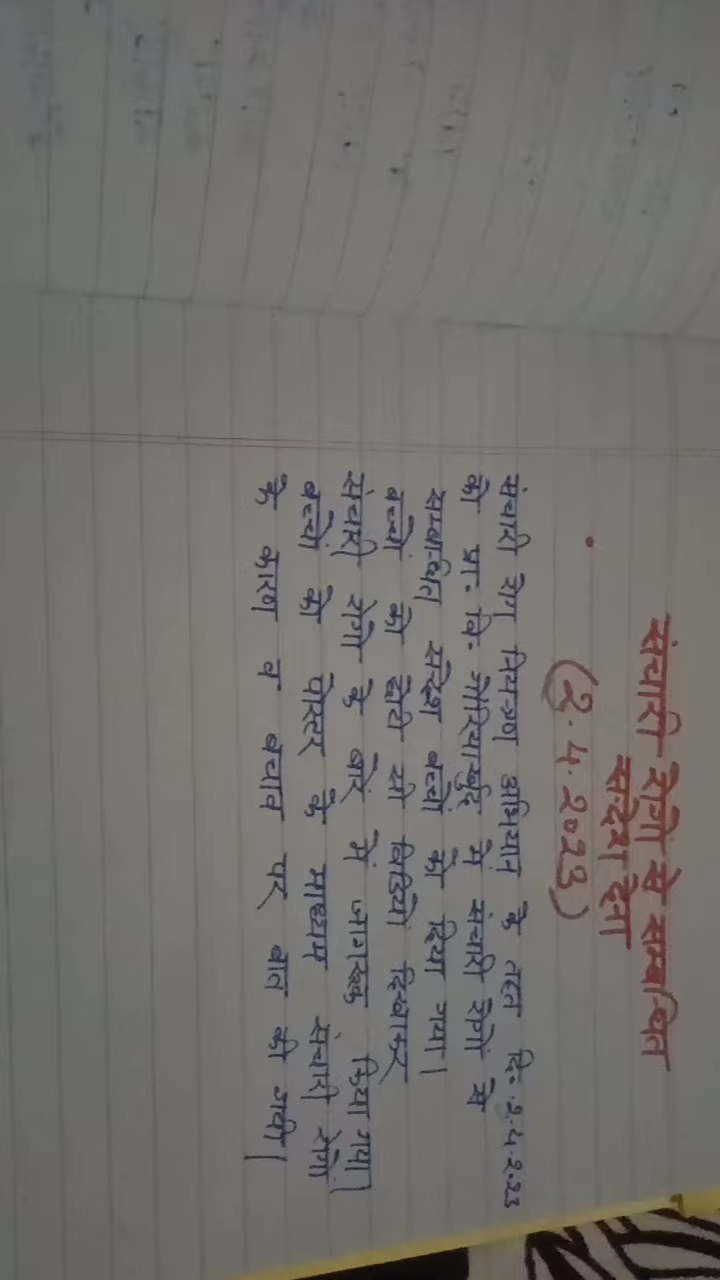 संचारी रोगों से सम्बन्धित
सन्देश देना
(2.4.2023)
संचारी रोग नियन्त्रण अभियान के तहत दि. 2.4.2023
को प्रा. वि. गेरियाखुर्द में संचारी रोगों से
सम्बन्धित संदेश बच्चों को दिया गया।
बच्चों को छोटी सी विडियो दिखाकर
संचारी रोगो के बारे में जागरूक किया गया।
बच्चों को पोस्टर के माध्यम संचारी रोगो
के कारण व बचाव पर बात की गयी।